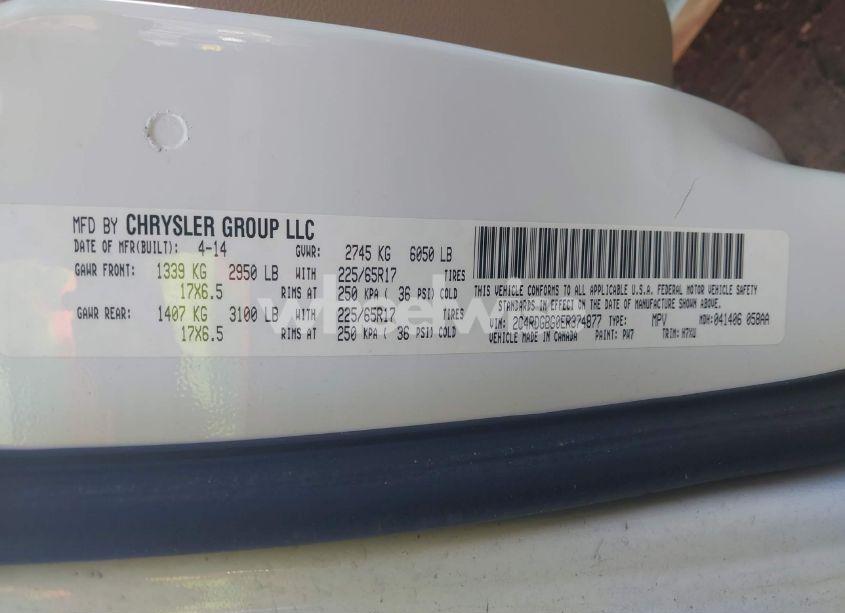 MFD BY CHRYSLER GROUP LLC
DATE OF MFR(BUILT): 4-14 GVWR: 2745 KG 6050 LB
GAWR FRONT: 1339 KG 2950 LB WITH 225/65R17 TIRES
17X6.5 RIMS AT 250 KPA ( 36 PSI) COLD
GAWR REAR: 1407 KG 3100 LB WITH 225/65R17 TIRES
17X6.5 RIMS AT 250 KPA ( 36 PSI) COLD
THIS VEHICLE CONFORMS TO ALL APPLICABLE U.S.A. FEDERAL MOTOR VEHICLE SAFETY
STANDARDS IN EFFECT ON THE DATE OF MANUFACTURE SHOWN ABOVE.
VIN: 2C4RDGBG0ER374877 TYPE: MPV MDH: 041406 058AA
VEHICLE MADE IN CANADA PAINT: PW7 TRIM: